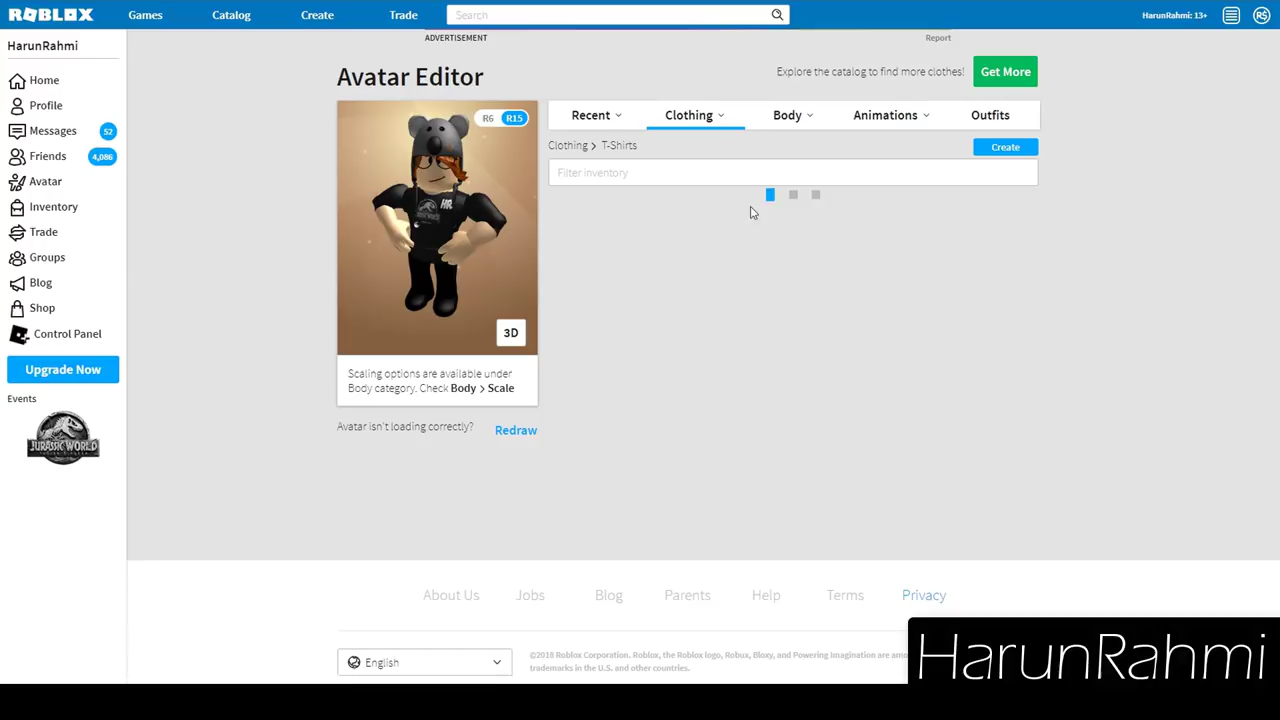 ROBLOX Games Catalog Create Trade Search HarunRahmi: 13+ R$
HarunRahmi
Home
Profile
Messages 52
Friends 4,086
Avatar
Inventory
Trade
Groups
Blog
Shop
Control Panel
Upgrade Now
Events
JURASSIC WORLD
ADVERTISEMENT Report
Avatar Editor
Explore the catalog to find more clothes! Get More
R6 R15
HR
3D
Scaling options are available under
Body category. Check Body > Scale
Avatar isn't loading correctly? Redraw
Recent Clothing Body Animations Outfits
Clothing > T-Shirts Create
Filter inventory
About Us Jobs Blog Parents Help Terms Privacy
English
©2018 Roblox Corporation. Roblox, the Roblox logo, Robux, Bloxy, and Powering Imagination are
trademarks in the U.S. and other countries.
HarunRahmi